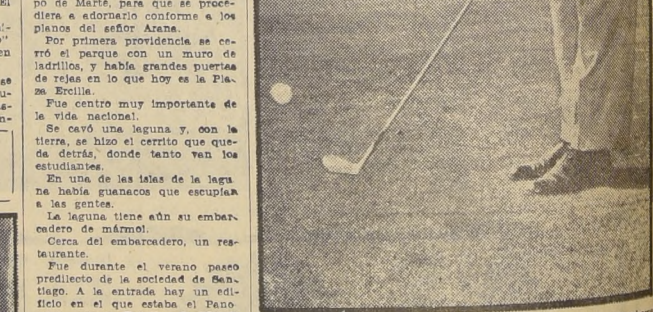 po de Marte, para que se proce-
diera a adornarlo conforme a los
planos del señor Arana.
Por primera providencia se ce-
rró el parque con un muro de
ladrillos, y había grandes puertas
de rejas en lo que hoy es la Pla-
za Ercilla.
Fue centro muy importante de
la vida nacional.
Se cavó una laguna y, con la
tierra, se hizo el cerrito que que-
da detrás, donde tanto van los
estudiantes.
En una de las islas de la lagu
na había guanacos que escupían
a las gentes.
La laguna tiene aún su embar-
cadero de mármol.
Cerca del embarcadero, un res-
taurante.
Fue durante el verano paseo
predilecto de la sociedad de San-
tiago. A la entrada hay un edi-
ficio en el que estaba el Pano